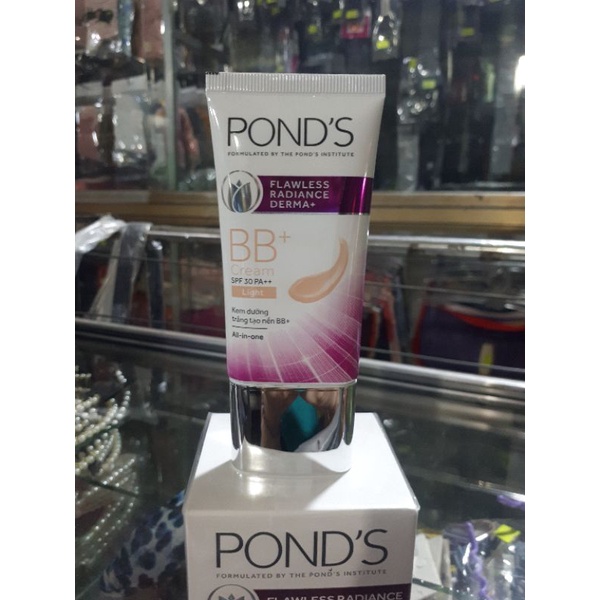 POND'S
FORMULATED BY THE POND'S INSTITUTE
FLAWLESS
RADIANCE
DERMA+
BB+
Cream
SPF 30 PA++
Light
Kem dưỡng
trắng tạo nền BB+
All-in-one
POND'S
FORMULATED BY THE POND'S INSTITUTE
FLAWLESS RADIANCE